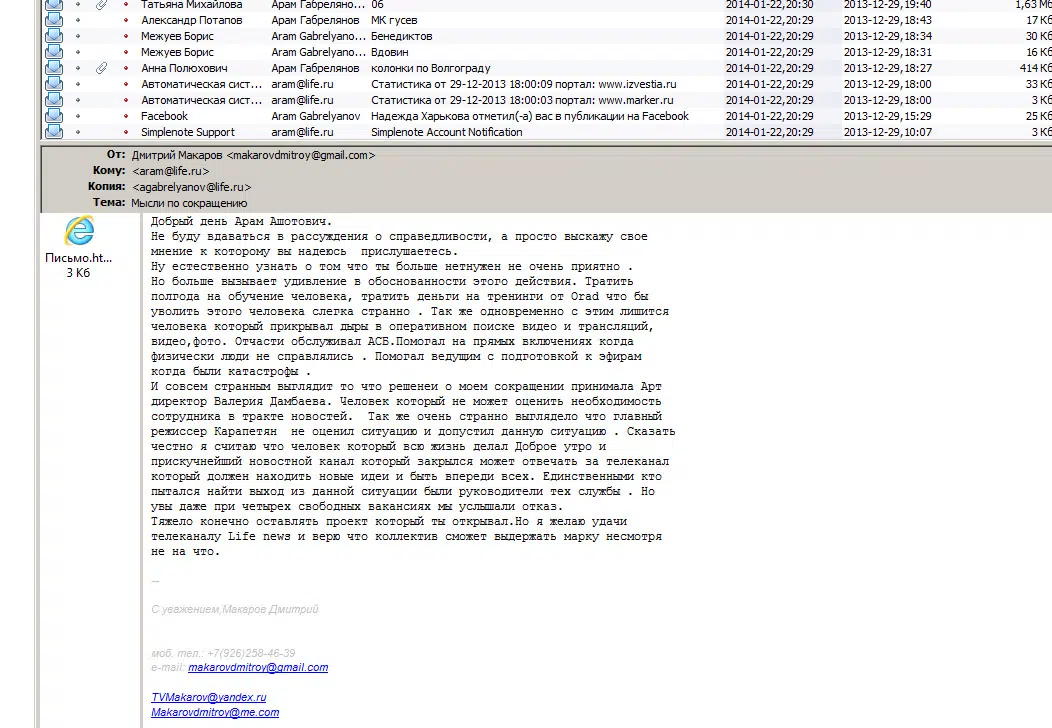 Татьяна Михайлова Арам Габреляно... 06 2014-01-22,20:30 2013-12-29,19:40 1,63 Мб
Александр Потапов Арам Габрелянов МК гусев 2014-01-22,20:29 2013-12-29,18:43 17 Кб
Межуев Борис Aram Gabrelyano... Бенедиктов 2014-01-22,20:29 2013-12-29,18:34 30 Кб
Межуев Борис Aram Gabrelyano... Вдовин 2014-01-22,20:29 2013-12-29,18:31 16 Кб
Анна Полюхович Арам Габрелянов колонки по Волгограду 2014-01-22,20:29 2013-12-29,18:27 414 Кб
Автоматическая сист... aram@life.ru Статистика от 29-12-2013 18:00:09 портал: www.izvestia.ru 2014-01-22,20:29 2013-12-29,18:00 33 Кб
Автоматическая сист... aram@life.ru Статистика от 29-12-2013 18:00:03 портал: www.marker.ru 2014-01-22,20:29 2013-12-29,18:00 3 Кб
Facebook Aram Gabrelyanov Надежда Харькова отметил(-а) вас в публикации на Facebook 2014-01-22,20:29 2013-12-29,15:29 25 Кб
Simplenote Support aram@life.ru Simplenote Account Notification 2014-01-22,20:29 2013-12-29,10:07 3 Кб
От: Дмитрий Макаров <makarovdmitroy@gmail.com>
Кому: <aram@life.ru>
Копия: <agabrelyanov@life.ru>
Тема: Мысли по сокращению
Письмо.ht...
3 Кб
Добрый день Арам Ашотович.
Не буду вдаваться в рассуждения о справедливости, а просто выскажу свое
мнение к которому вы надеюсь прислушаетесь.
Ну естественно узнать о том что ты больше нетнужен не очень приятно .
Но больше вызывает удивление в обоснованности этого действия. Тратить
полгода на обучение человека, тратить деньги на тренинги от Orad что бы
уволить этого человека слегка странно . Так же одновременно с этим лишится
человека который прикрывал дыры в оперативном поиске видео и трансляций,
видео,фото. Отчасти обслуживал АСБ.Помогал на прямых включениях когда
физически люди не справлялись . Помогал ведущим с подготовкой к эфирам
когда были катастрофы .
И совсем странным выглядит то что решенеи о моем сокращении принимала Арт
директор Валерия Дамбаева. Человек который не может оценить необходимость
сотрудника в тракте новостей. Так же очень странно выглядело что главный
режиссер Карапетян не оценил ситуацию и допустил данную ситуацию . Сказать
честно я считаю что человек который всю жизнь делал Доброе утро и
прискучнейший новостной канал который закрылся может отвечать за телеканал
который должен находить новые идеи и быть впереди всех. Единственными кто
пытался найти выход из данной ситуации были руководители тех службы . Но
увы даже при четырех свободных вакансиях мы услышали отказ.
Тяжело конечно оставлять проект который ты открывал.Но я желаю удачи
телеканалу Life news и верю что коллектив сможет выдержать марку несмотря
не на что.
--
С уважением,Макаров Дмитрий
моб. тел.: +7(926)258-46-39
e-mail: makarovdmitroy@gmail.com
TVMakarov@yandex.ru
Makarovdmitroy@me.com